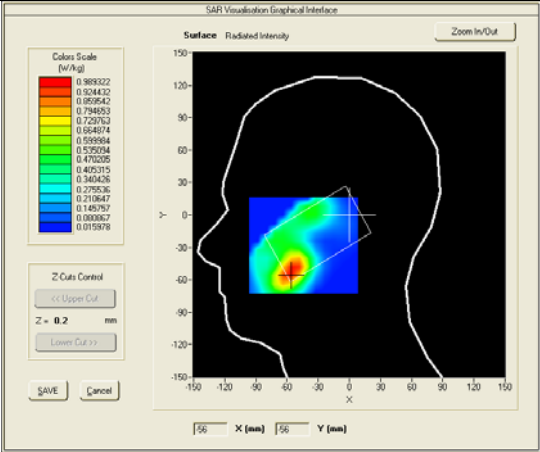 SAR Visualisation Graphical Interface
Surface Radiated Intensity
Zoom In/Out
Colors Scale
(W/kg)
0.989322
0.924432
0.859542
0.794653
0.729763
0.664874
0.599984
0.535094
0.470205
0.405315
0.340426
0.275536
0.210647
0.145757
0.080867
0.015978
Z-Cuts Control
<< Upper Cut
Z = 0.2 mm
Lower Cut >>
SAVE Cancel
150
120
90
60
30
0
-30
-60
-90
-120
-150
Y
-150 -120 -90 -60 -30 0 30 60 90 120 150
X
-56 X (mm) -56 Y (mm)